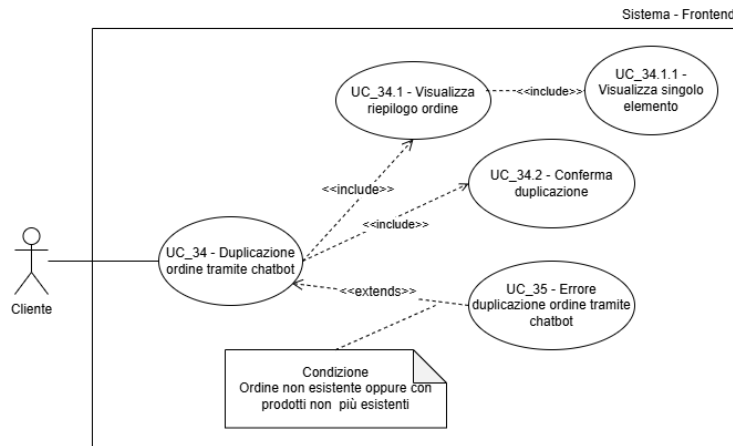 Sistema - Frontend
UC_34.1 - Visualizza
riepilogo ordine
<<include>>
UC_34.1.1 -
Visualizza singolo
elemento
<<include>>
UC_34.2 - Conferma
duplicazione
<<include>>
UC_34 - Duplicazione
ordine tramite chatbot
Cliente
<<extends>>
UC_35 - Errore
duplicazione ordine tramite
chatbot
Condizione
Ordine non esistente oppure con
prodotti non più esistenti